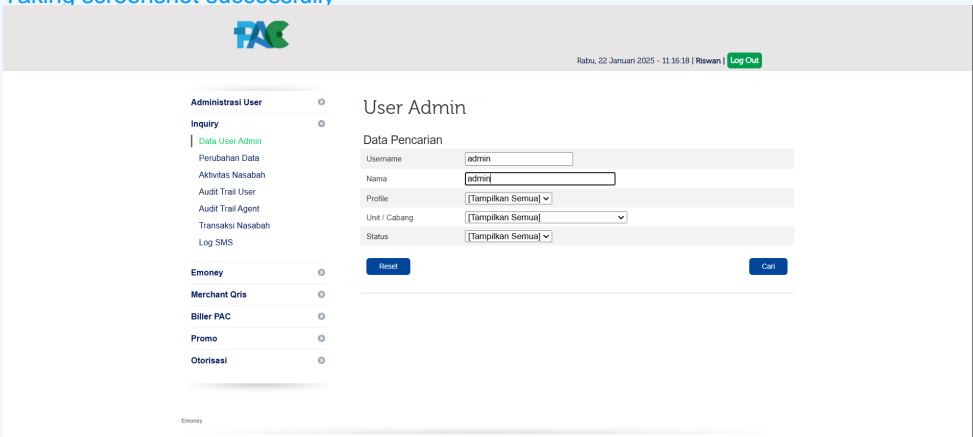 Taking screenshot successfully
PAC
Rabu, 22 Januari 2025 - 11:16:18 | Riswan | Log Out
Administrasi User
Inquiry
Data User Admin
Perubahan Data
Aktivitas Nasabah
Audit Trail User
Audit Trail Agent
Transaksi Nasabah
Log SMS
Emoney
Merchant Qris
Biller PAC
Promo
Otorisasi
User Admin
Data Pencarian
Username admin
Nama admin
Profile [Tampilkan Semua]
Unit / Cabang [Tampilkan Semua]
Status [Tampilkan Semua]
Reset Cari
Emoney